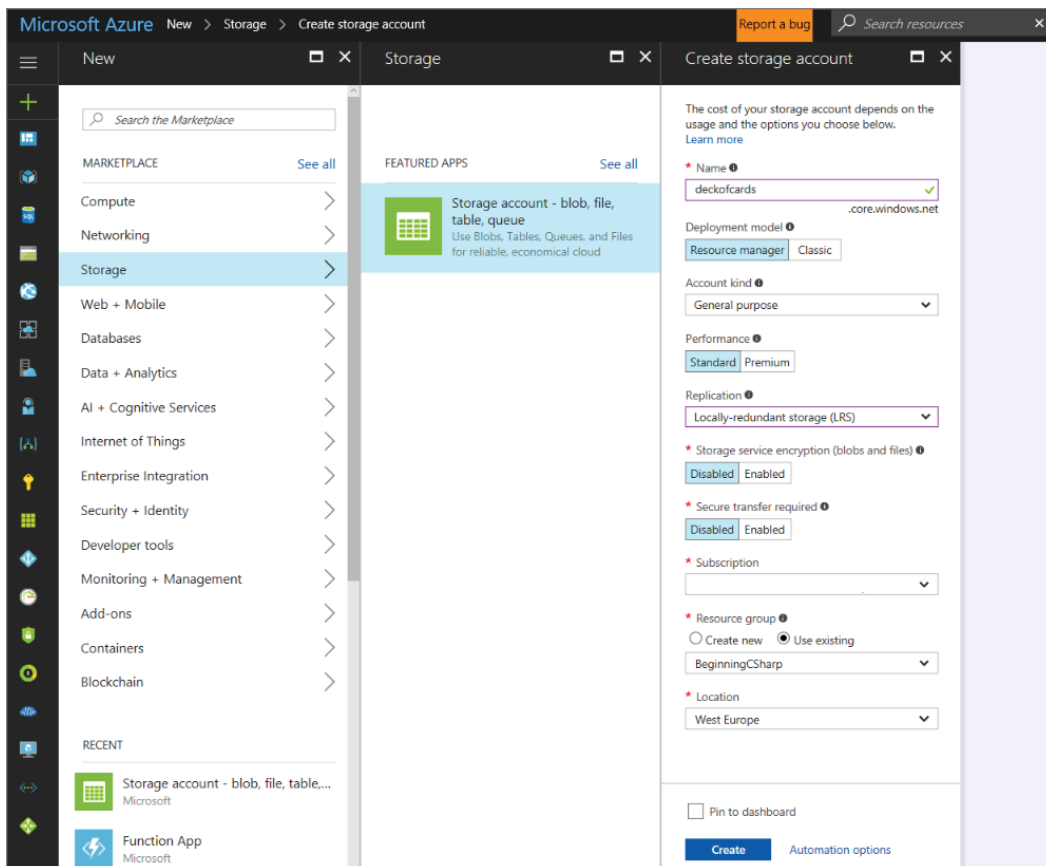 Microsoft Azure New > Storage > Create storage account
Report a bug
Search resources
New
Search the Marketplace
MARKETPLACE
See all
Compute
Networking
Storage
Web + Mobile
Databases
Data + Analytics
AI + Cognitive Services
Internet of Things
Enterprise Integration
Security + Identity
Developer tools
Monitoring + Management
Add-ons
Containers
Blockchain
RECENT
Storage account - blob, file, table,...
Microsoft
Function App
Microsoft
Storage
FEATURED APPS
See all
Storage account - blob, file,
table, queue
Use Blobs, Tables, Queues, and Files
for reliable, economical cloud
Create storage account
The cost of your storage account depends on the
usage and the options you choose below.
Learn more
* Name
deckofcards
.core.windows.net
Deployment model
Resource manager Classic
Account kind
General purpose
Performance
Standard Premium
Replication
Locally-redundant storage (LRS)
* Storage service encryption (blobs and files)
Disabled Enabled
* Secure transfer required
Disabled Enabled
* Subscription
* Resource group
Create new Use existing
BeginningCSharp
* Location
West Europe
Pin to dashboard
Create Automation options